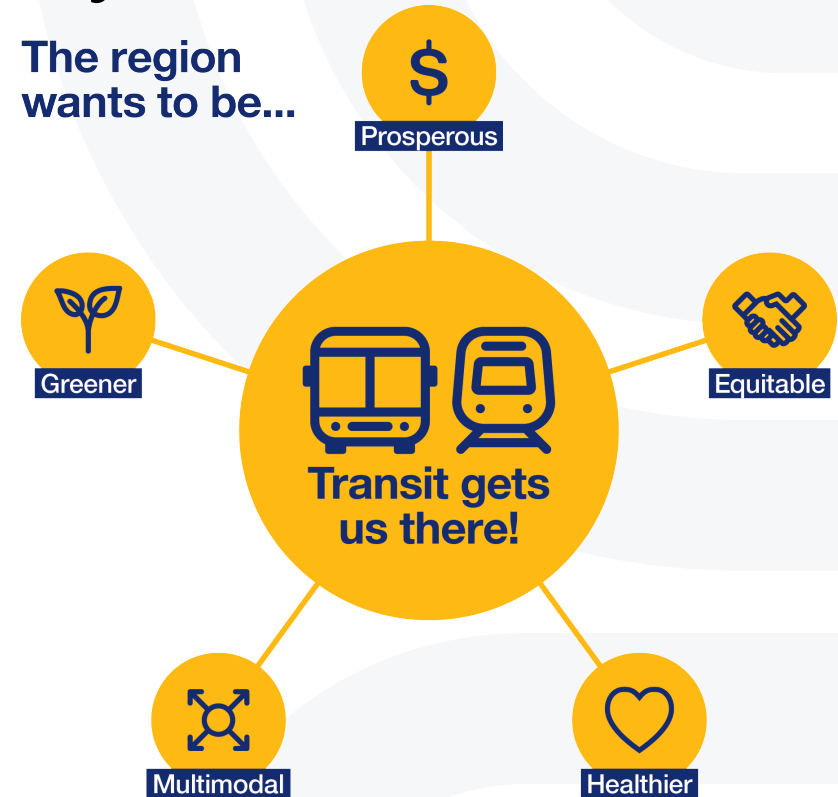 The region
wants to be...
$
Prosperous
Greener
Equitable
Transit gets
us there!
Multimodal
Healthier